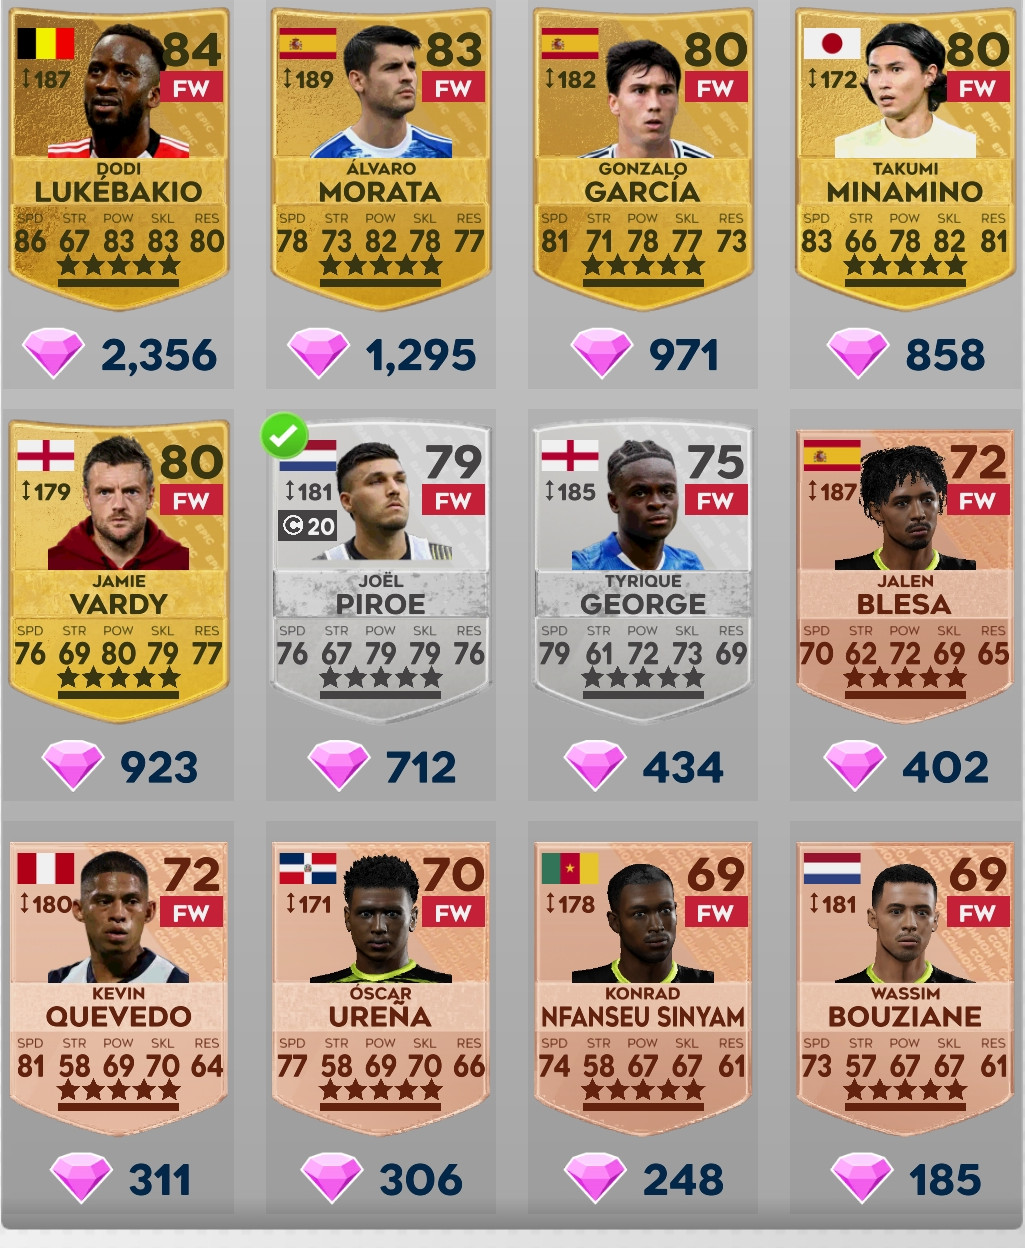 84
187
FW
DODI
LUKÉBAKIO
SPD STR POW SKL RES
86 67 83 83 80
2,356
83
189
FW
ÁLVARO
MORATA
SPD STR POW SKL RES
78 73 82 78 77
1,295
80
182
FW
GONZALO
GARCÍA
SPD STR POW SKL RES
81 71 78 77 73
971
80
172
FW
TAKUMI
MINAMINO
SPD STR POW SKL RES
83 66 78 82 81
858
80
179
FW
JAMIE
VARDY
SPD STR POW SKL RES
76 69 80 79 77
923
79
181
FW
© 20
JOËL
PIROE
SPD STR POW SKL RES
76 67 79 79 76
712
75
185
FW
TYRIQUE
GEORGE
SPD STR POW SKL RES
79 61 72 73 69
434
72
187
FW
JALEN
BLESA
SPD STR POW SKL RES
70 62 72 69 65
402
72
180
FW
KEVIN
QUEVEDO
SPD STR POW SKL RES
81 58 69 70 64
311
70
171
FW
ÓSCAR
UREÑA
SPD STR POW SKL RES
77 58 69 70 66
306
69
178
FW
KONRAD
NFANSEU SINYAM
SPD STR POW SKL RES
74 58 67 67 61
248
69
181
FW
WASSIM
BOUZIANE
SPD STR POW SKL RES
73 57 67 67 61
185